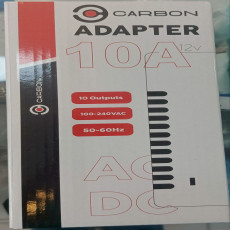 CARBON
ADAPTER
10A 12v
CARBON
10 Outputs
100-240VAC
50-60Hz
AC
DC